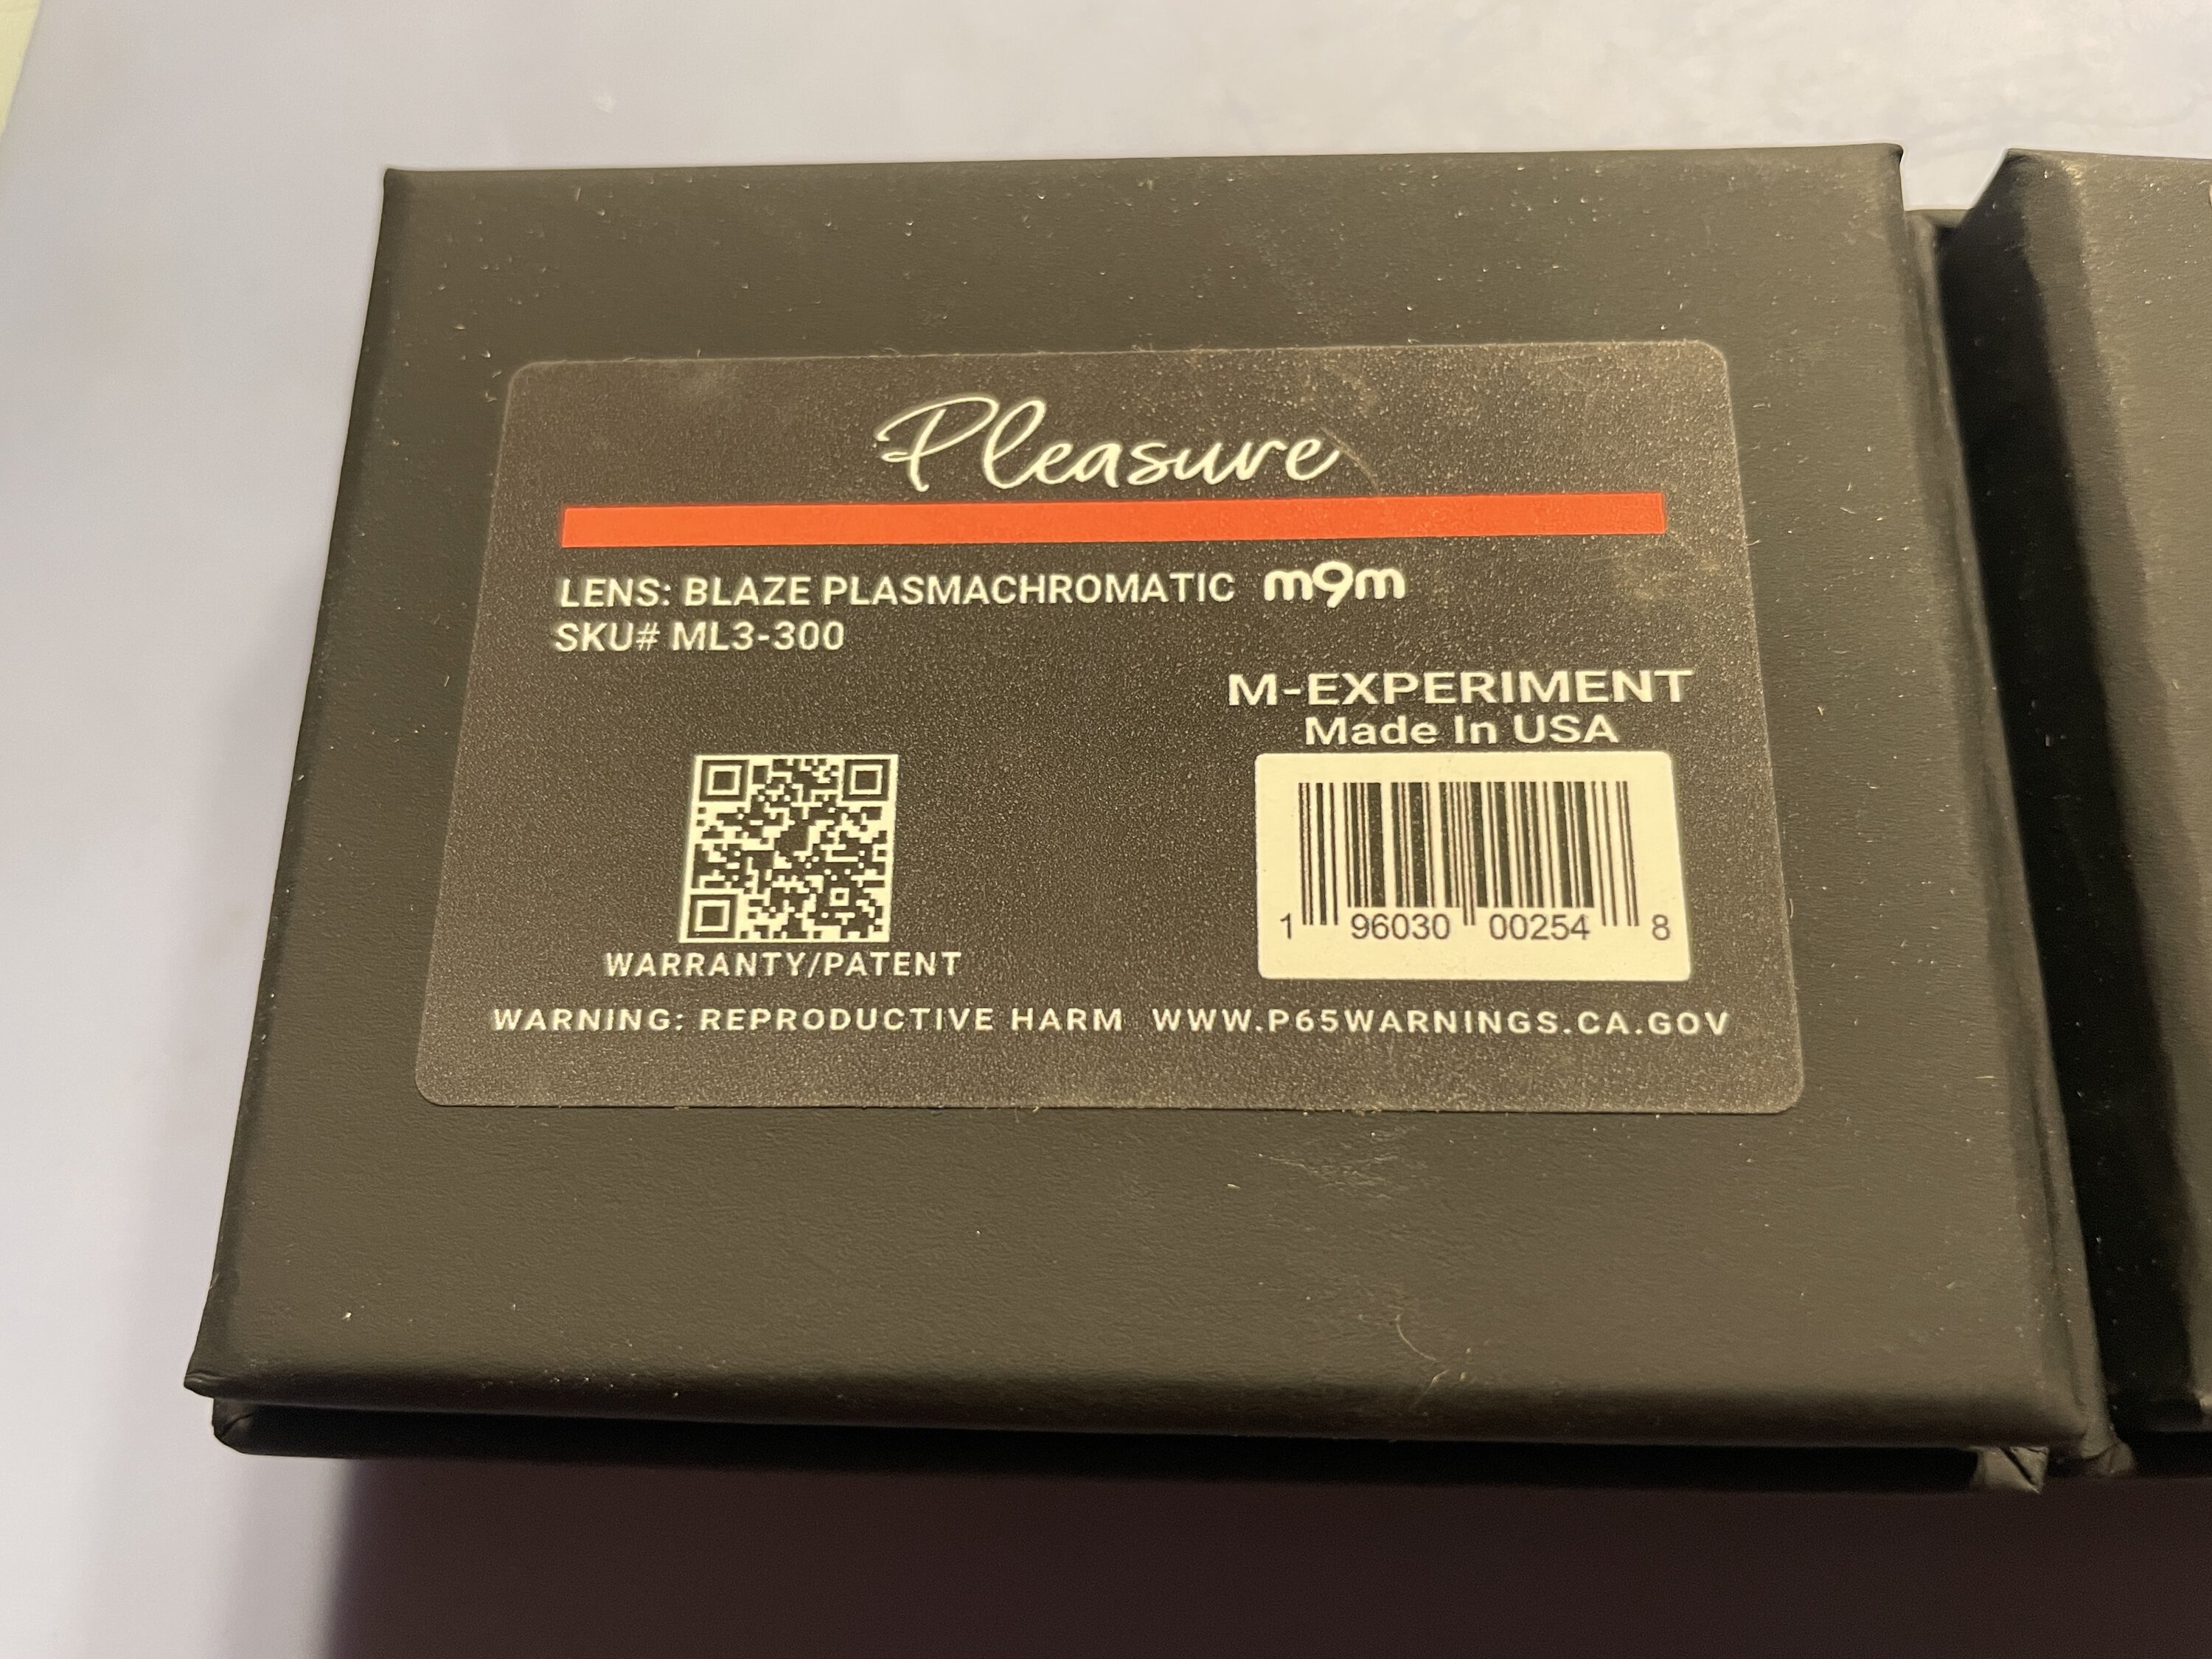 Pleasure
LENS: BLAZE PLASMACHROMATIC m9m
SKU# ML3-300
M-EXPERIMENT
Made In USA
1 96030 00254 8
WARRANTY/PATENT
WARNING: REPRODUCTIVE HARM WWW.P65WARNINGS.CA.GOV